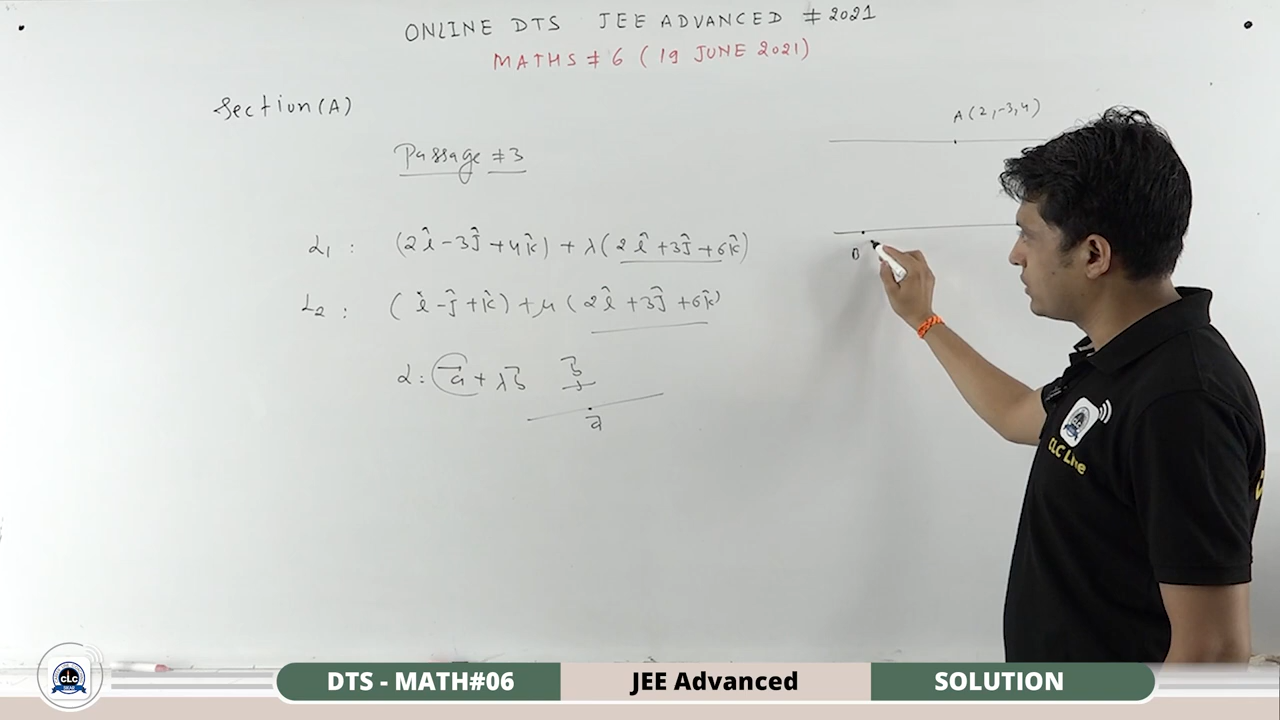 ONLINE DTS JEE ADVANCED # 2021
MATHS # 6 ( 19 JUNE 2021)
Section(A)
Passage #3
A(2,-3,4)
B
L₁ : (2î-3ĵ+4k̂) + λ(2î+3ĵ+6k̂)
L₂ : (î-ĵ+k̂) + μ(2î+3ĵ+6k̂)
L: a⃗ + λb⃗ b⃗
a⃗
CLC Live
CLC
DTS - MATH#06 JEE Advanced SOLUTION